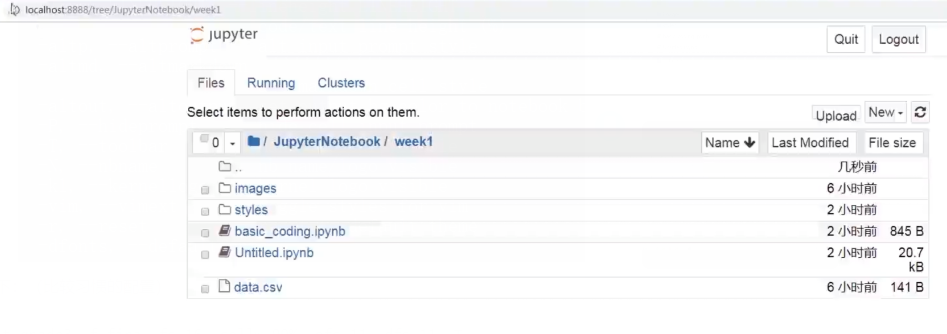 localhost:8888/tree/JupyterNotebook/week1
jupyter
Quit Logout
Files Running Clusters
Select items to perform actions on them.
Upload New
0 / JupyterNotebook / week1 Name Last Modified File size
.. 几秒前
images 6 小时前
styles 2 小时前
basic_coding.ipynb 2 小时前 845 B
Untitled.ipynb 2 小时前 20.7
kB
data.csv 6 小时前 141 B